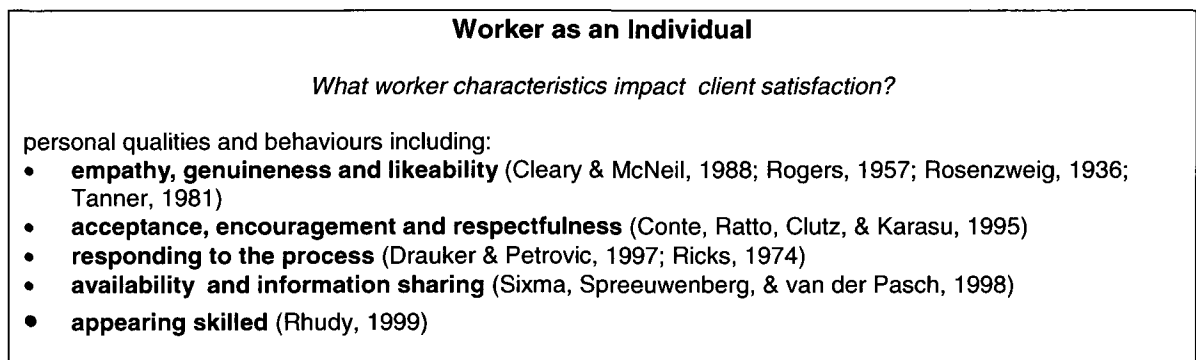 Worker as an Individual
What worker characteristics impact client satisfaction?
personal qualities and behaviours including:
• empathy, genuineness and likeability (Cleary & McNeil, 1988; Rogers, 1957; Rosenzweig, 1936;
Tanner, 1981)
• acceptance, encouragement and respectfulness (Conte, Ratto, Clutz, & Karasu, 1995)
• responding to the process (Drauker & Petrovic, 1997; Ricks, 1974)
• availability and information sharing (Sixma, Spreeuwenberg, & van der Pasch, 1998)
• appearing skilled (Rhudy, 1999)